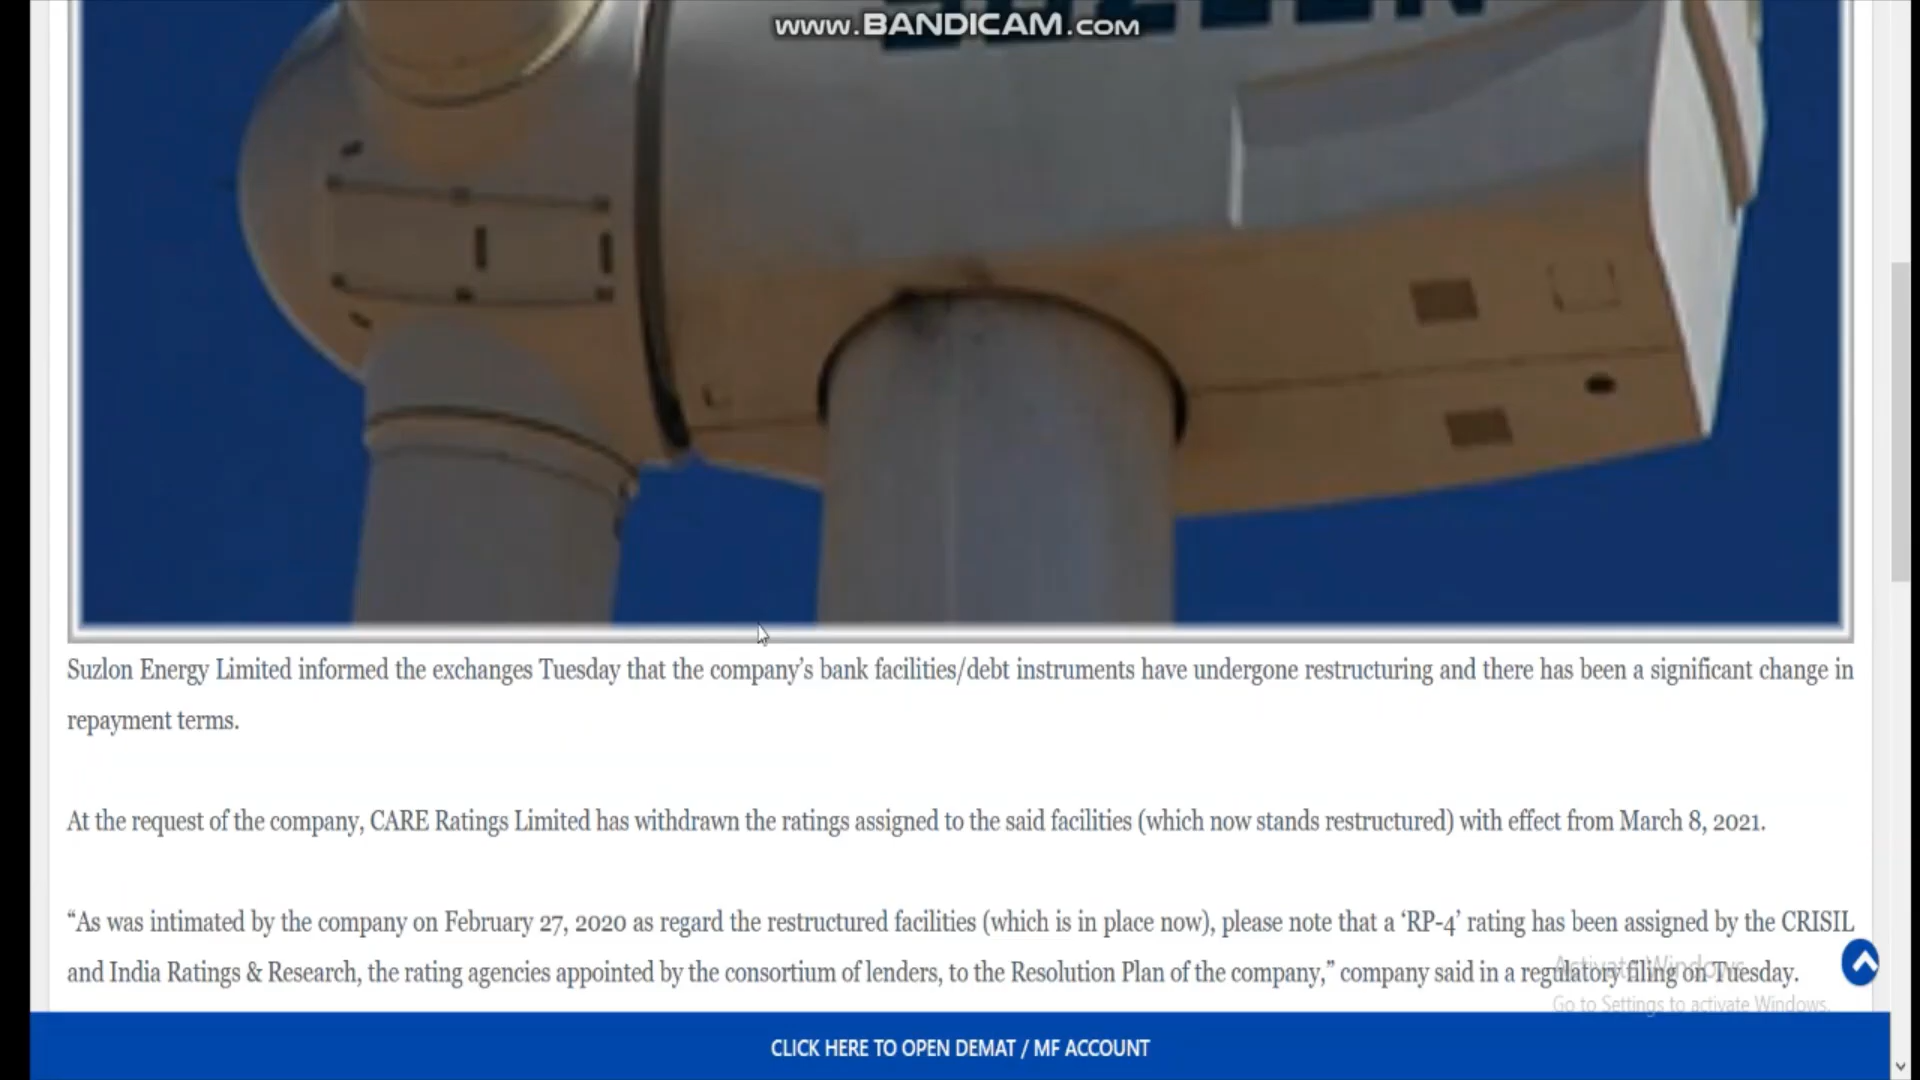 www.BANDICAM.com
Suzlon Energy Limited informed the exchanges Tuesday that the company’s bank facilities/debt instruments have undergone restructuring and there has been a significant change in
repayment terms.
At the request of the company, CARE Ratings Limited has withdrawn the ratings assigned to the said facilities (which now stands restructured) with effect from March 8, 2021.
“As was intimated by the company on February 27, 2020 as regard the restructured facilities (which is in place now), please note that a ‘RP-4’ rating has been assigned by the CRISIL
and India Ratings & Research, the rating agencies appointed by the consortium of lenders, to the Resolution Plan of the company,” company said in a regulatory filing on Tuesday.
Activate Windows
Go to Settings to activate Windows.
CLICK HERE TO OPEN DEMAT / MF ACCOUNT